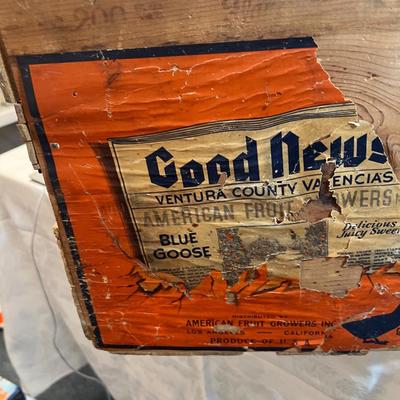 Good News
VENTURA COUNTY VALENCIAS
AMERICAN FRUIT GROWERS
BLUE
GOOSE
Delicious
Juicy Sweet
DISTRIBUTED BY
AMERICAN FRUIT GROWERS INC
LOS ANGELES — CALIFORNIA
PRODUCE OF U.S.A.